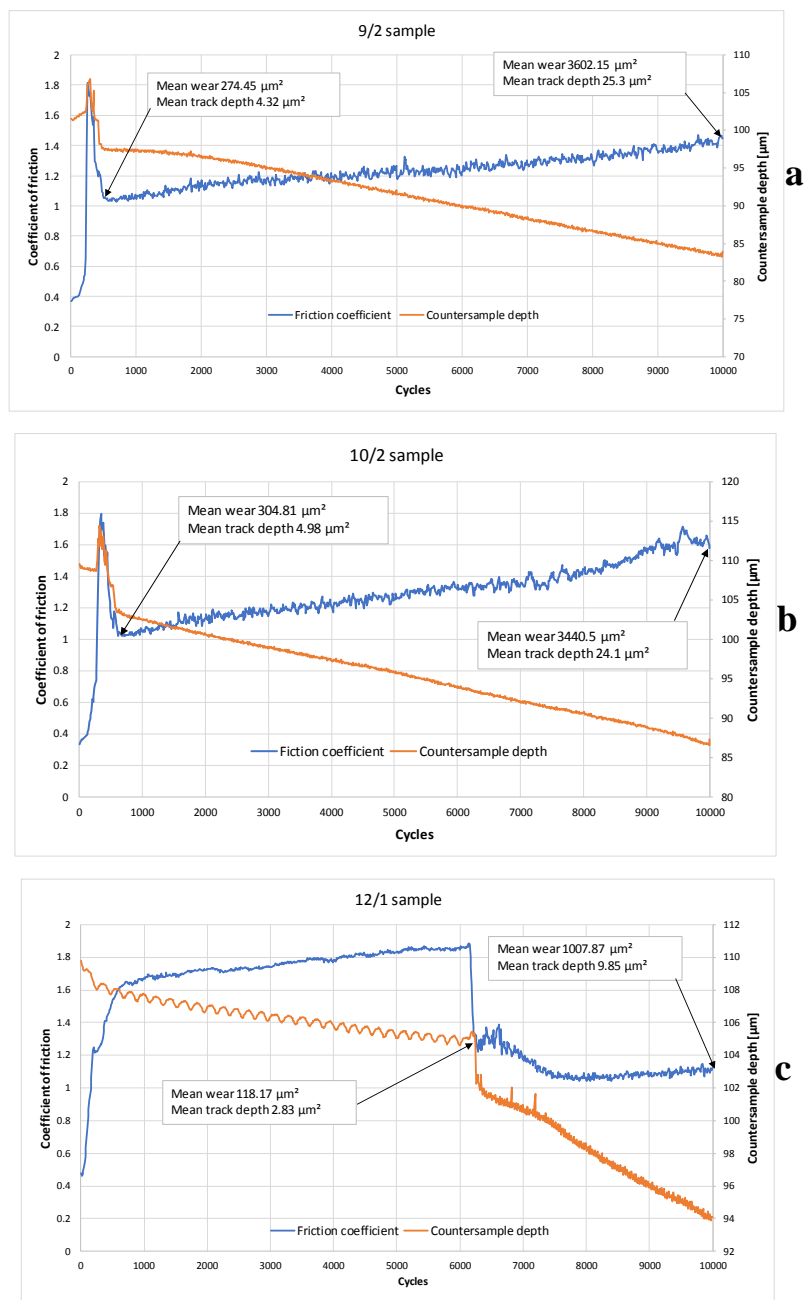 9/2 sample
Mean wear 274.45 µm²
Mean track depth 4.32 µm²
Mean wear 3602.15 µm²
Mean track depth 25.3 µm²
2
1.8
1.6
1.4
1.2
1
0.8
0.6
0.4
0.2
0
Coefficient of friction
110
105
100
95
90
85
80
75
70
Countersample depth [µm]
Friction coefficient
Countersample depth
0 1000 2000 3000 4000 5000 6000 7000 8000 9000 10000
Cycles
a
10/2 sample
Mean wear 304.81 µm²
Mean track depth 4.98 µm²
Mean wear 3440.5 µm²
Mean track depth 24.1 µm²
2
1.8
1.6
1.4
1.2
1
0.8
0.6
0.4
0.2
0
Coefficient of friction
120
115
110
105
100
95
90
85
80
Countersample depth [µm]
Fiction coefficient
Countersample depth
0 1000 2000 3000 4000 5000 6000 7000 8000 9000 10000
Cycles
b
12/1 sample
Mean wear 1007.87 µm²
Mean track depth 9.85 µm²
Mean wear 118.17 µm²
Mean track depth 2.83 µm²
2
1.8
1.6
1.4
1.2
1
0.8
0.6
0.4
0.2
0
Coefficient of friction
112
110
108
106
104
102
100
98
96
94
92
Countersample depth [µm]
Friction coefficient
Countersample depth
0 1000 2000 3000 4000 5000 6000 7000 8000 9000 10000
Cycles
c